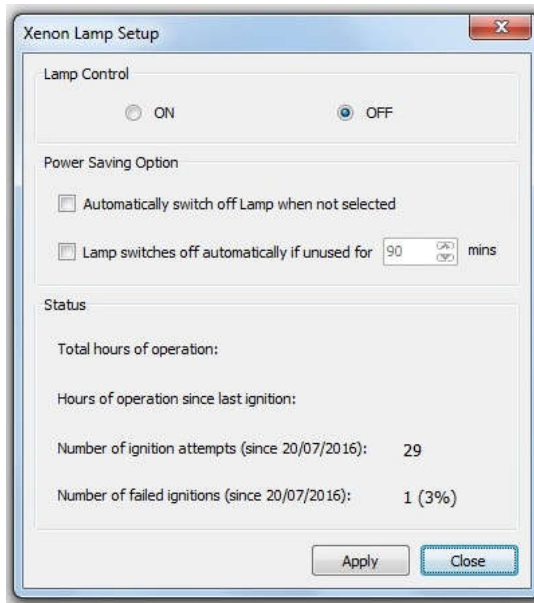 Xenon Lamp Setup
Lamp Control
ON OFF
Power Saving Option
Automatically switch off Lamp when not selected
Lamp switches off automatically if unused for 90 mins
Status
Total hours of operation:
Hours of operation since last ignition:
Number of ignition attempts (since 20/07/2016): 29
Number of failed ignitions (since 20/07/2016): 1 (3%)
Apply Close